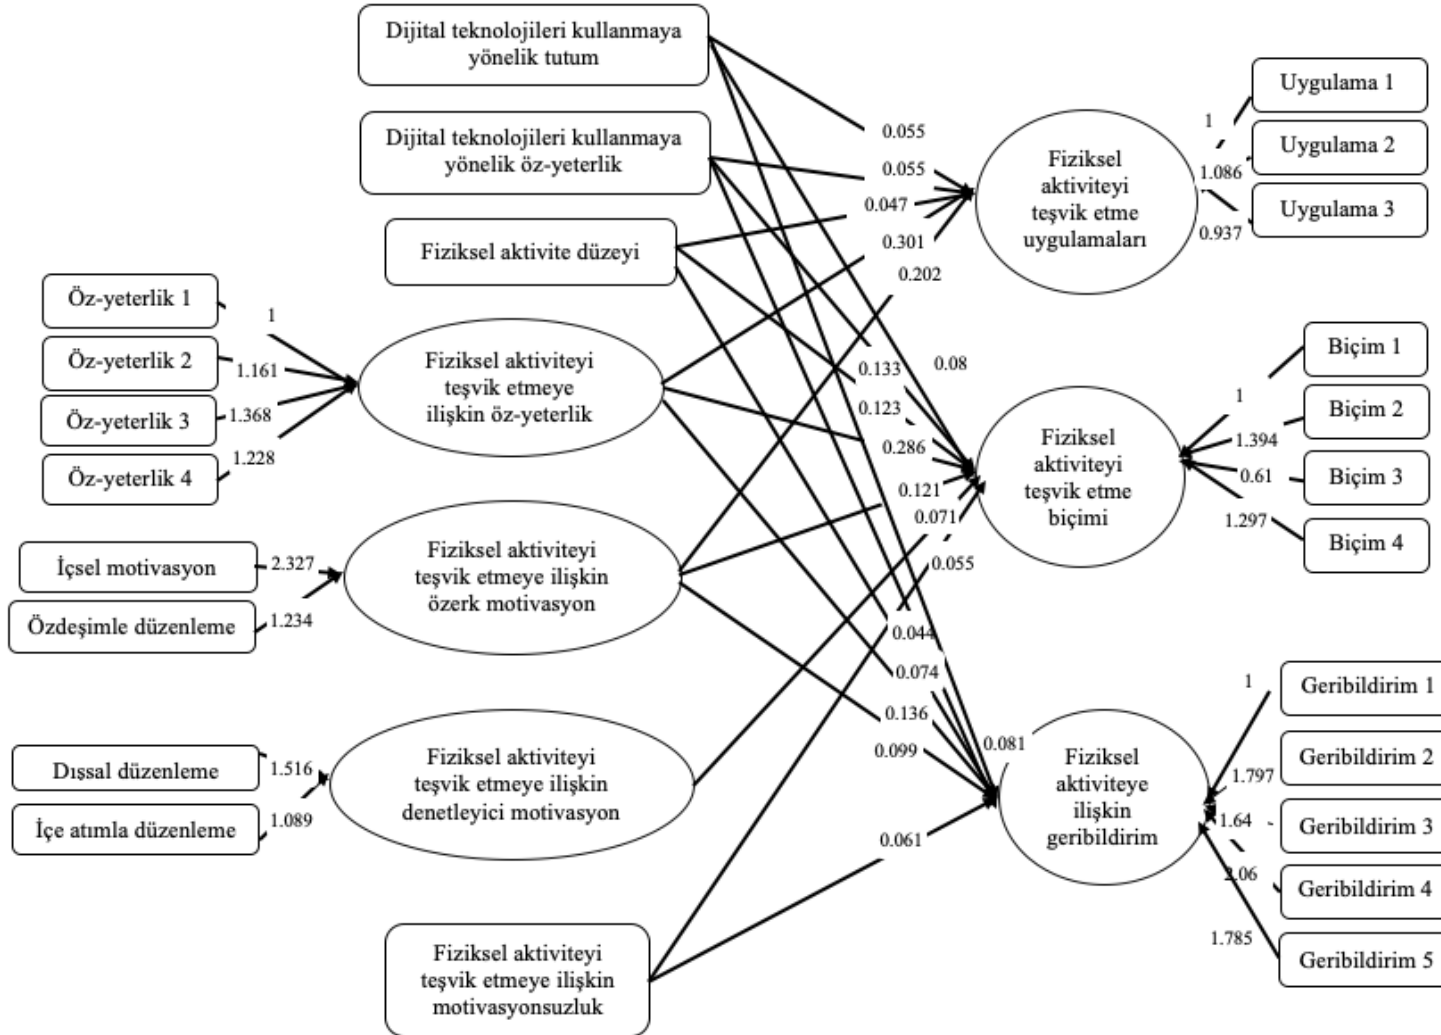 Dijital teknolojileri kullanmaya
yönelik tutum
Dijital teknolojileri kullanmaya
yönelik öz-yeterlik
Fiziksel aktivite düzeyi
Öz-yeterlik 1
Öz-yeterlik 2
Öz-yeterlik 3
Öz-yeterlik 4
1
1.161
1.368
1.228
Fiziksel aktiviteyi
teşvik etmeye
ilişkin öz-yeterlik
İçsel motivasyon
Özdeşimle düzenleme
2.327
1.234
Fiziksel aktiviteyi
teşvik etmeye ilişkin
özerk motivasyon
Dışsal düzenleme
İçe atımla düzenleme
1.516
1.089
Fiziksel aktiviteyi
teşvik etmeye ilişkin
denetleyici motivasyon
Fiziksel aktiviteyi
teşvik etmeye ilişkin
motivasyonsuzluk
0.055
0.055
0.047
0.301
0.202
0.08
0.133
0.123
0.286
0.121
0.071
0.055
0.044
0.074
0.136
0.081
0.099
0.061
Fiziksel
aktiviteyi
teşvik etme
uygulamaları
1
1.086
0.937
Uygulama 1
Uygulama 2
Uygulama 3
Fiziksel
aktiviteyi
teşvik etme
biçimi
1
1.394
0.61
1.297
Biçim 1
Biçim 2
Biçim 3
Biçim 4
Fiziksel
aktiviteye
ilişkin
geribildirim
1
1.797
1.64
2.06
1.785
Geribildirim 1
Geribildirim 2
Geribildirim 3
Geribildirim 4
Geribildirim 5